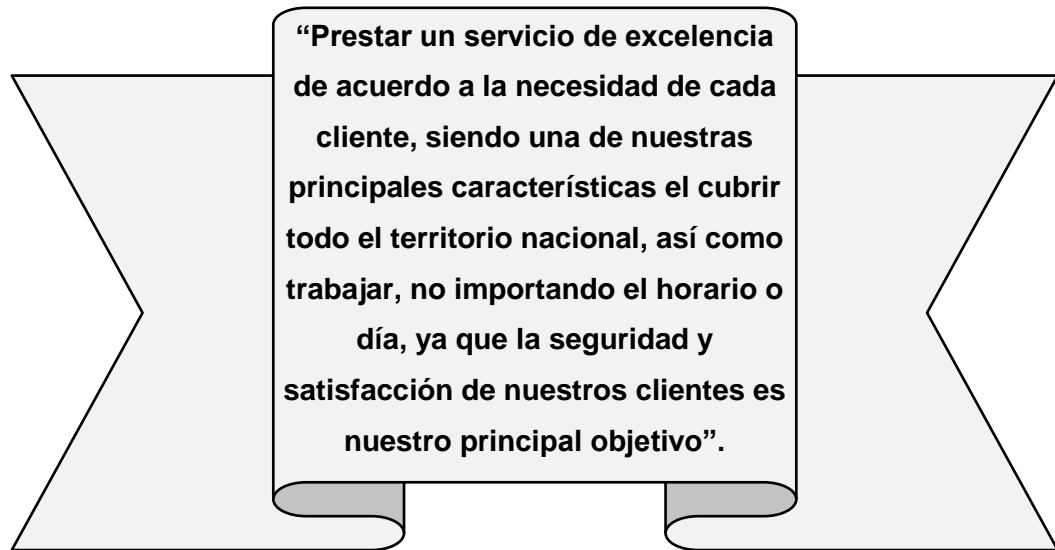 “Prestar un servicio de excelencia
de acuerdo a la necesidad de cada
cliente, siendo una de nuestras
principales características el cubrir
todo el territorio nacional, así como
trabajar, no importando el horario o
día, ya que la seguridad y
satisfacción de nuestros clientes es
nuestro principal objetivo”.